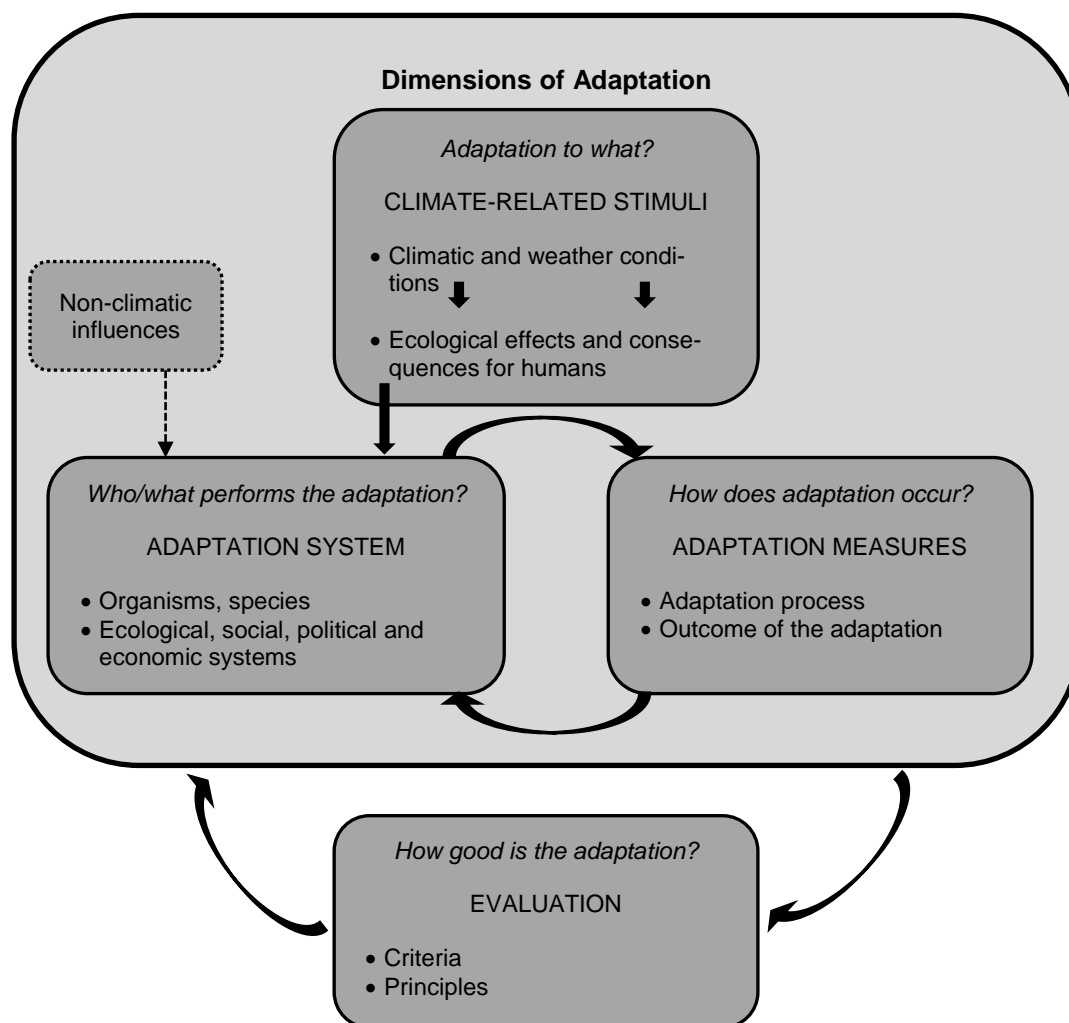 Dimensions of Adaptation
Adaptation to what?
CLIMATE-RELATED STIMULI
• Climatic and weather condi-
tions
• Ecological effects and conse-
quences for humans
Non-climatic
influences
Who/what performs the adaptation?
ADAPTATION SYSTEM
• Organisms, species
• Ecological, social, political and
economic systems
How does adaptation occur?
ADAPTATION MEASURES
• Adaptation process
• Outcome of the adaptation
How good is the adaptation?
EVALUATION
• Criteria
• Principles